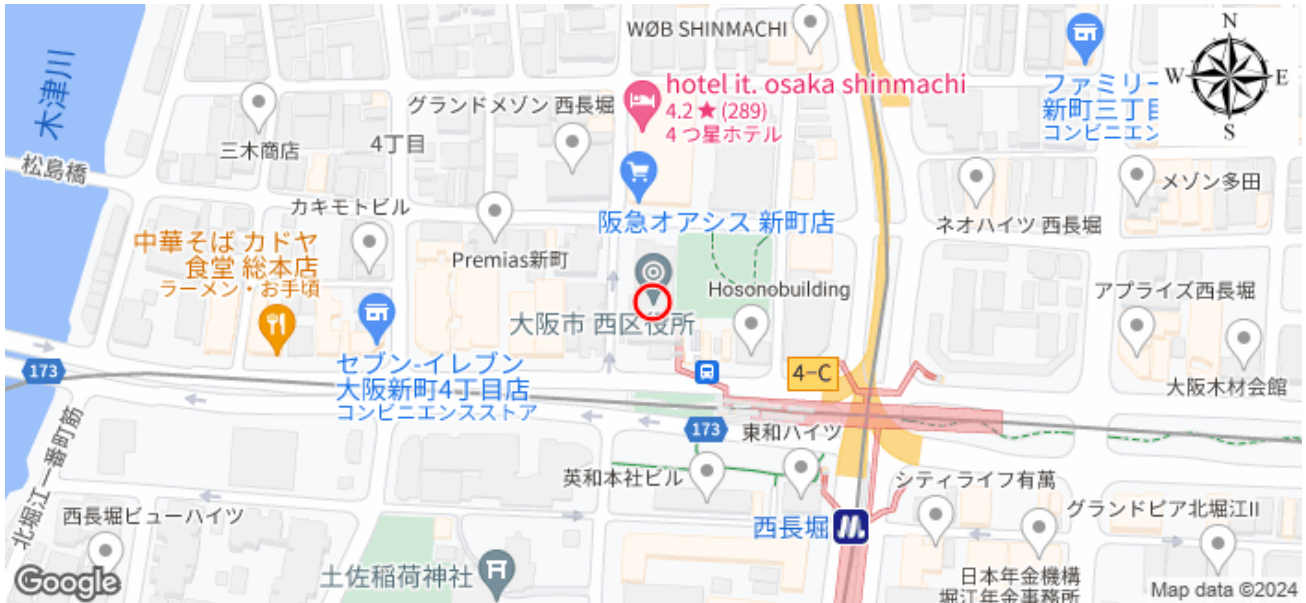 WØB SHINMACHI
N
W
E
S
木津川
hotel it. osaka shinmachi
4.2 ★ (289)
4 つ星ホテル
ファミリー
新町三丁目
コンビニエンス
グランドメゾン 西長堀
三木商店
4丁目
松島橋
カキモトビル
阪急オアシス 新町店
メゾン多田
ネオハイツ 西長堀
中華そば カドヤ
食堂 総本店
ラーメン・お手頃
Premias新町
Hosonobuilding
アプライズ西長堀
大阪市 西区役所
セブン-イレブン
大阪新町4丁目店
コンビニエンスストア
173
4-C
大阪木材会館
173
東和ハイツ
北堀江一番町筋
英和本社ビル
シティライフ有萬
西長堀ビューハイツ
西長堀
グランドピア北堀江II
土佐稲荷神社
日本年金機構
堀江年金事務所
Google
Map data ©2024